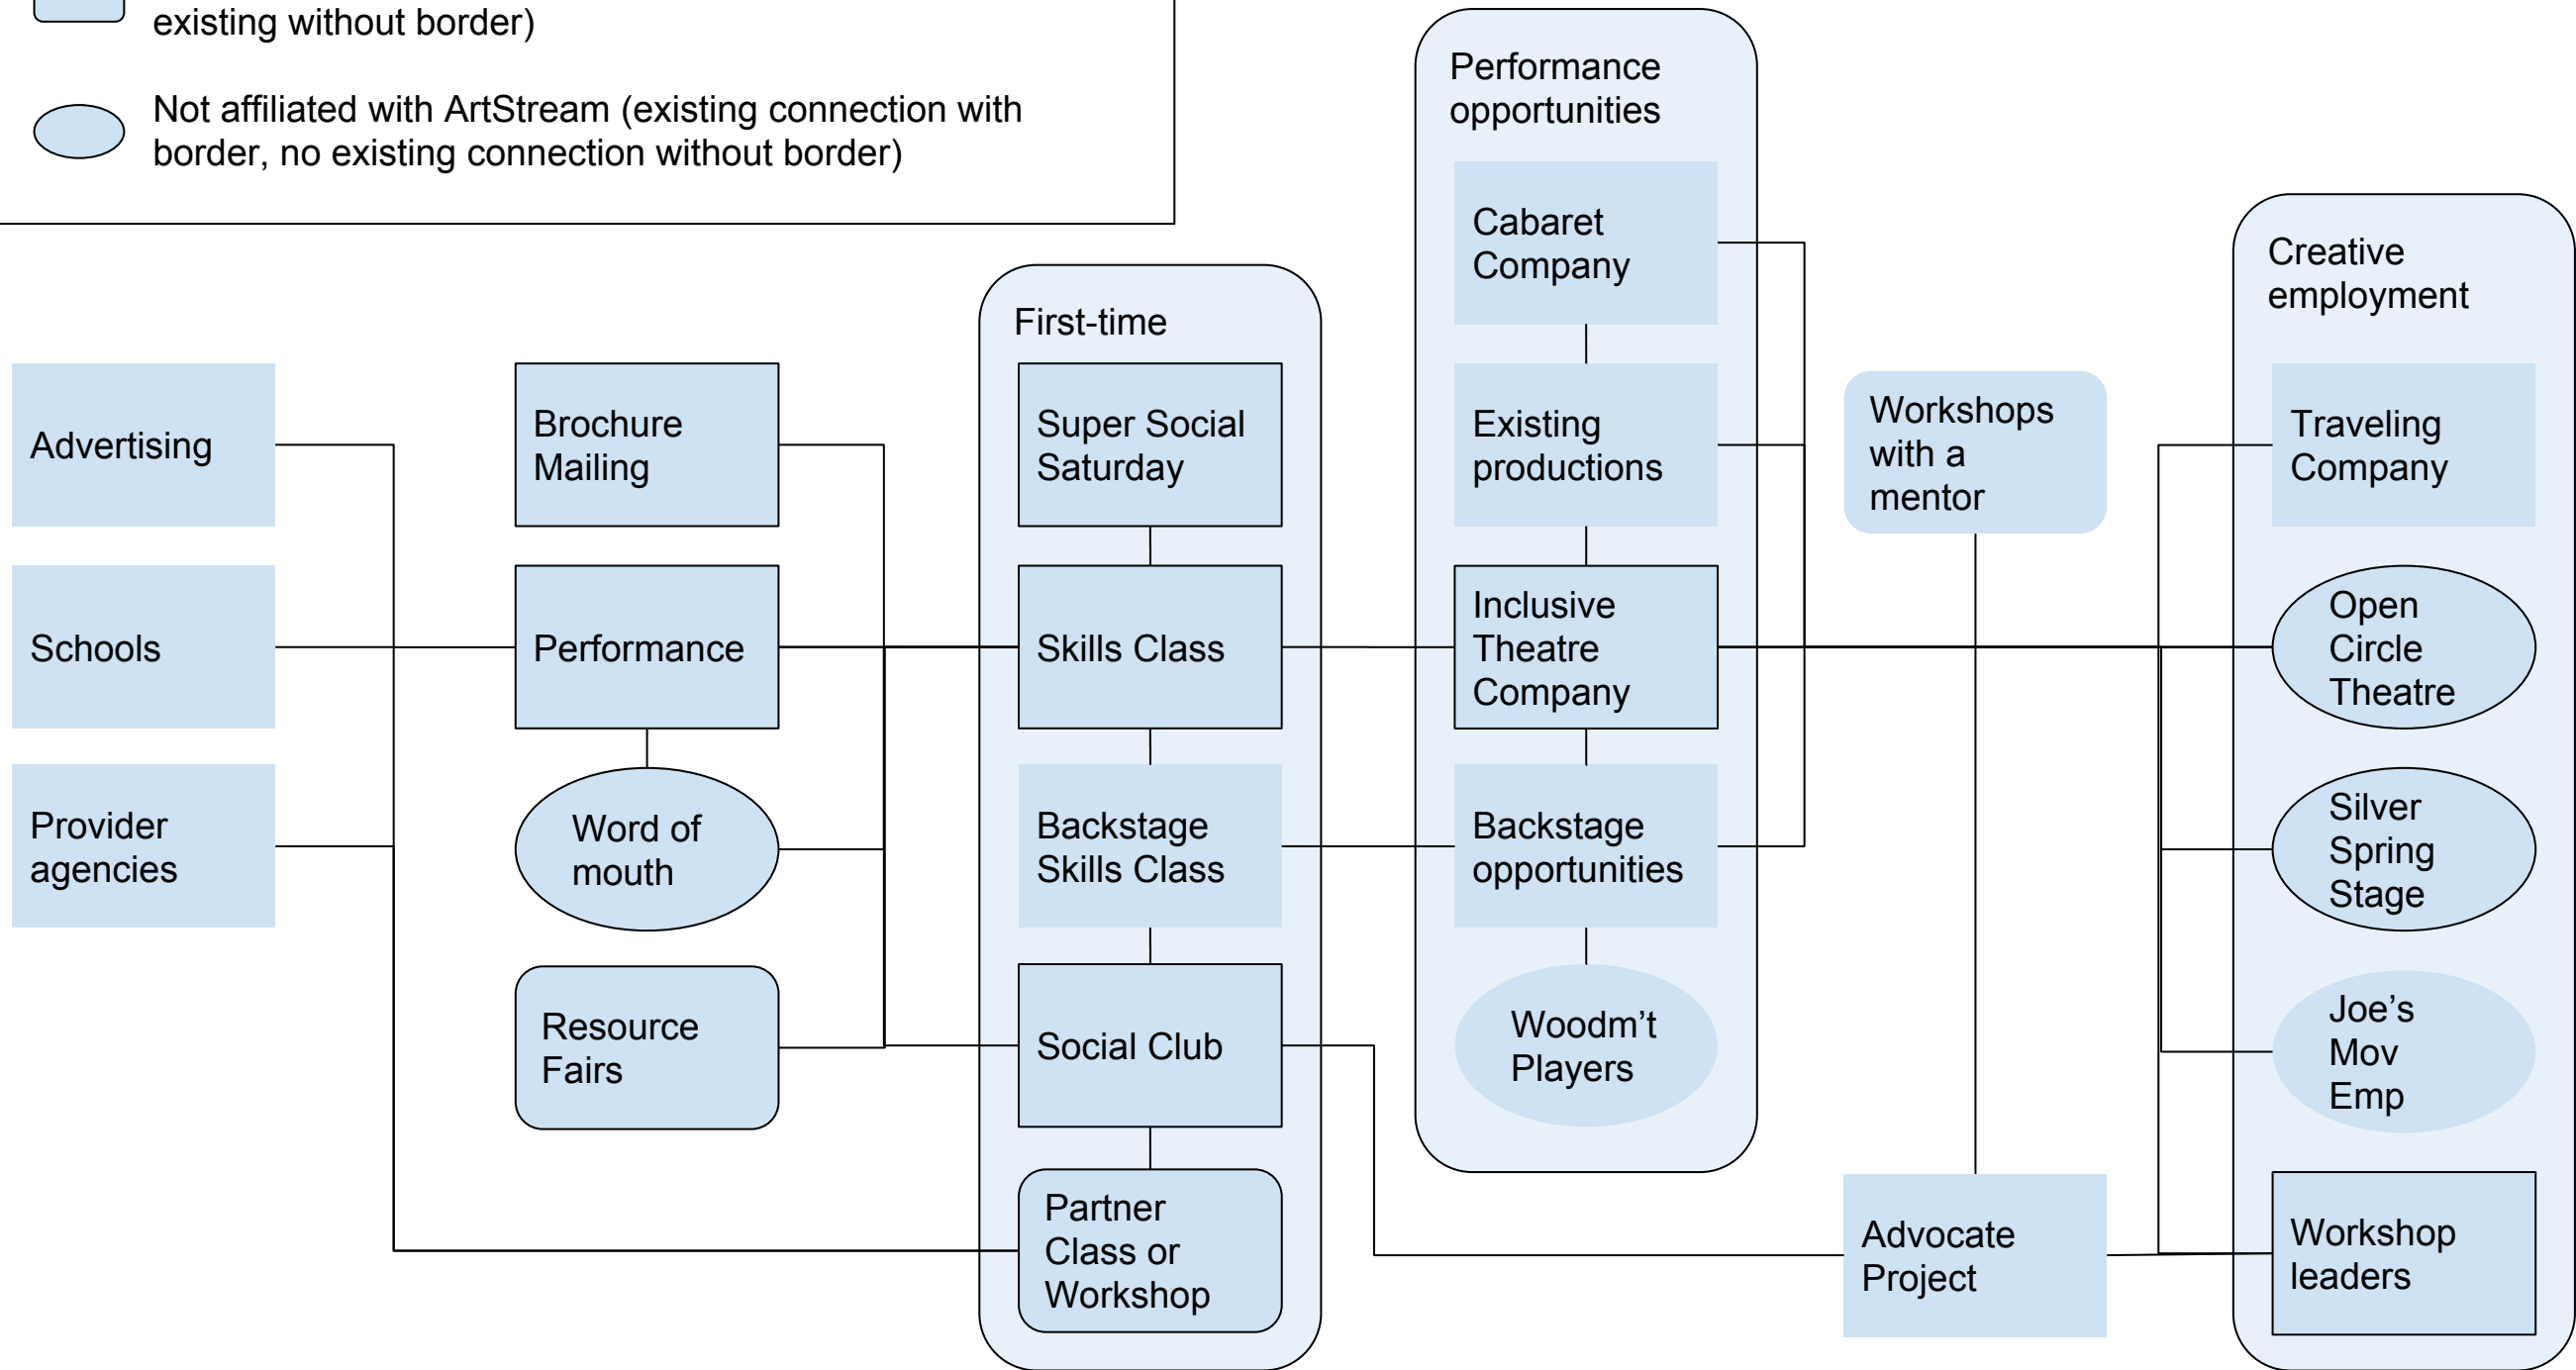 existing without border)
Not affiliated with ArtStream (existing connection with
border, no existing connection without border)
Performance
opportunities
Cabaret
Company
Creative
employment
First-time
Advertising
Brochure
Mailing
Super Social
Saturday
Existing
productions
Workshops
with a
mentor
Traveling
Company
Schools
Performance
Skills Class
Inclusive
Theatre
Company
Open
Circle
Theatre
Provider
agencies
Word of
mouth
Backstage
Skills Class
Backstage
opportunities
Silver
Spring
Stage
Resource
Fairs
Social Club
Woodm’t
Players
Joe’s
Mov
Emp
Partner
Class or
Workshop
Advocate
Project
Workshop
leaders